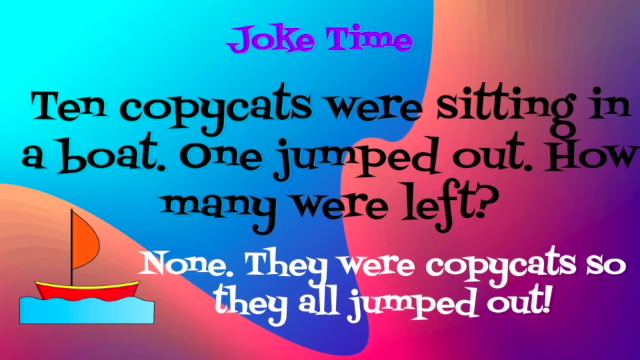 Joke Time
Ten copycats were sitting in
a boat. One jumped out. How
many were left?
None. They were copycats so
they all jumped out!